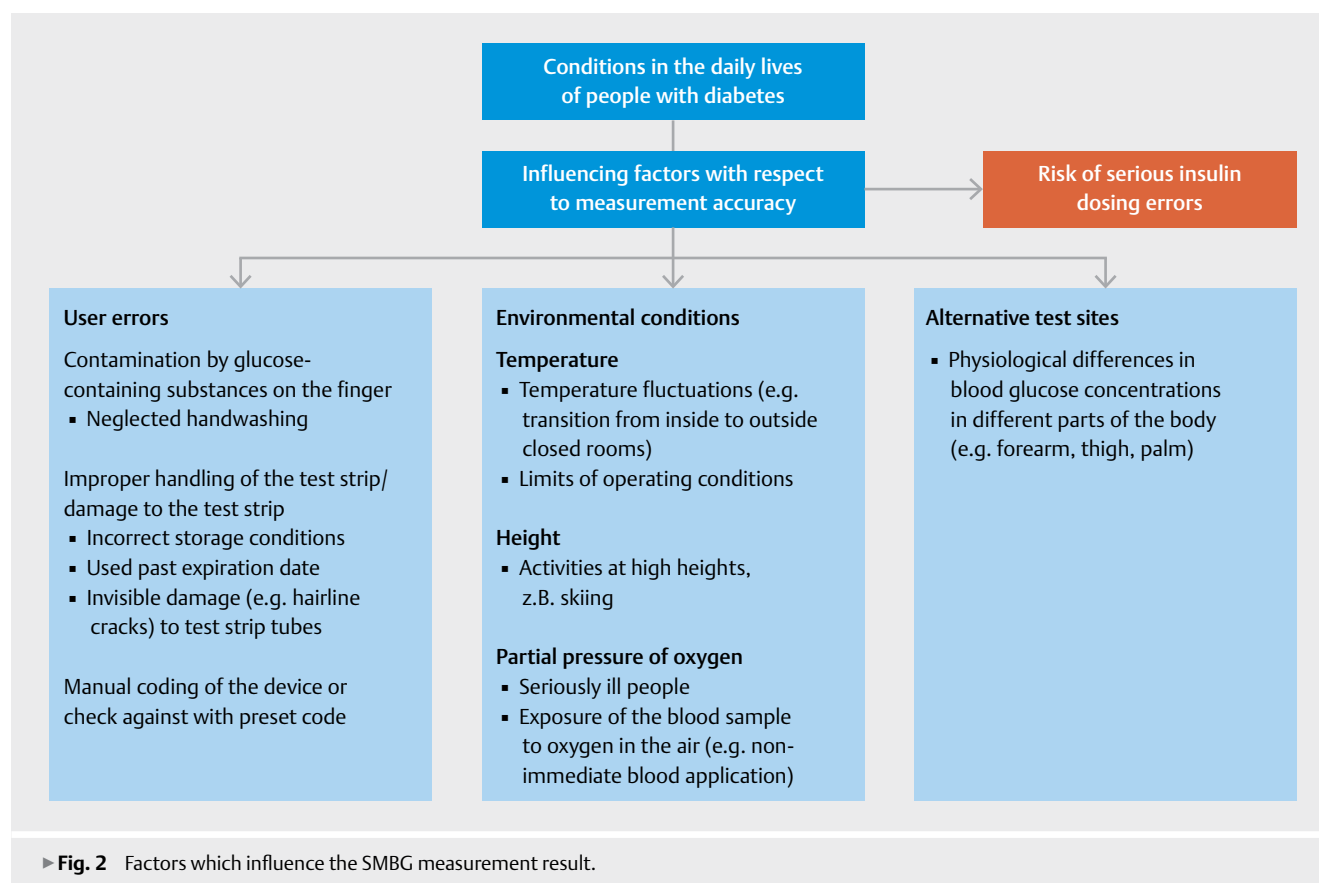 Conditions in the daily lives
of people with diabetes
Influencing factors with respect
to measurement accuracy
Risk of serious insulin
dosing errors
User errors
Contamination by glucose-
containing substances on the finger
▪ Neglected handwashing
Improper handling of the test strip/
damage to the test strip
▪ Incorrect storage conditions
▪ Used past expiration date
▪ Invisible damage (e.g. hairline
cracks) to test strip tubes
Manual coding of the device or
check against with preset code
Environmental conditions
Temperature
▪ Temperature fluctuations (e.g.
transition from inside to outside
closed rooms)
▪ Limits of operating conditions
Height
▪ Activities at high heights,
z.B. skiing
Partial pressure of oxygen
▪ Seriously ill people
▪ Exposure of the blood sample
to oxygen in the air (e.g. non-
immediate blood application)
Alternative test sites
▪ Physiological differences in
blood glucose concentrations
in different parts of the body
(e.g. forearm, thigh, palm)
►Fig. 2 Factors which influence the SMBG measurement result.